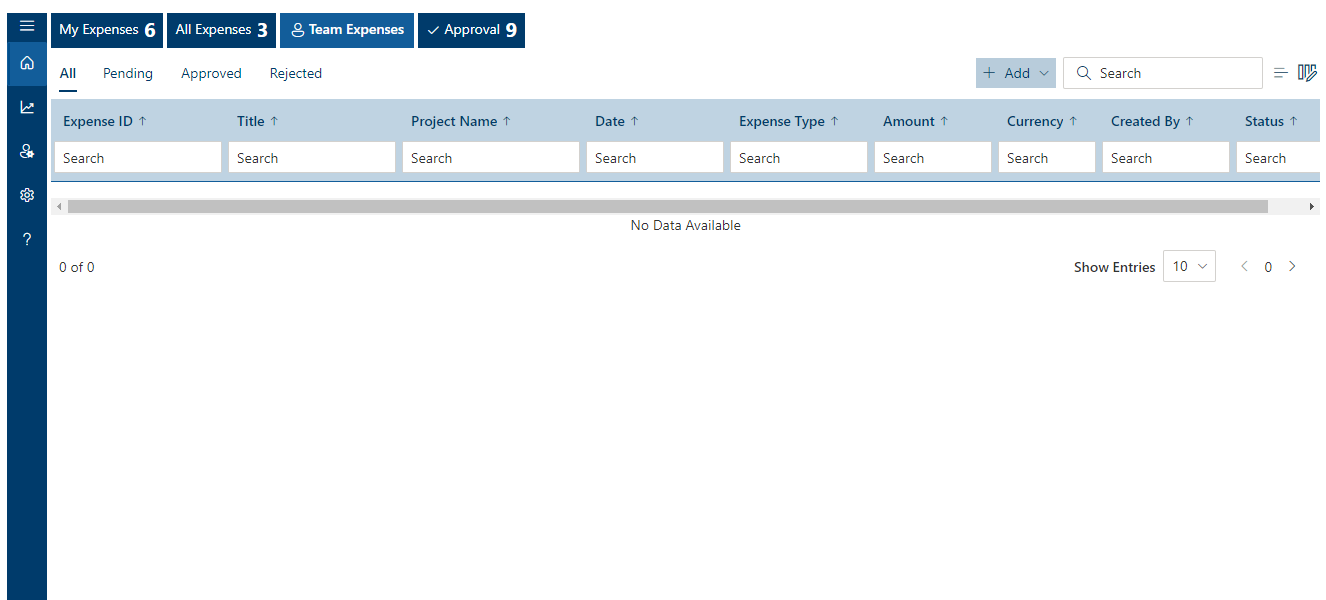 My Expenses 6 All Expenses 3 Team Expenses Approval 9
All Pending Approved Rejected Add Search
Expense ID ↑ Title ↑ Project Name ↑ Date ↑ Expense Type ↑ Amount ↑ Currency ↑ Created By ↑ Status ↑
Search Search Search Search Search Search Search Search Search
?
No Data Available
0 of 0 Show Entries 10 0